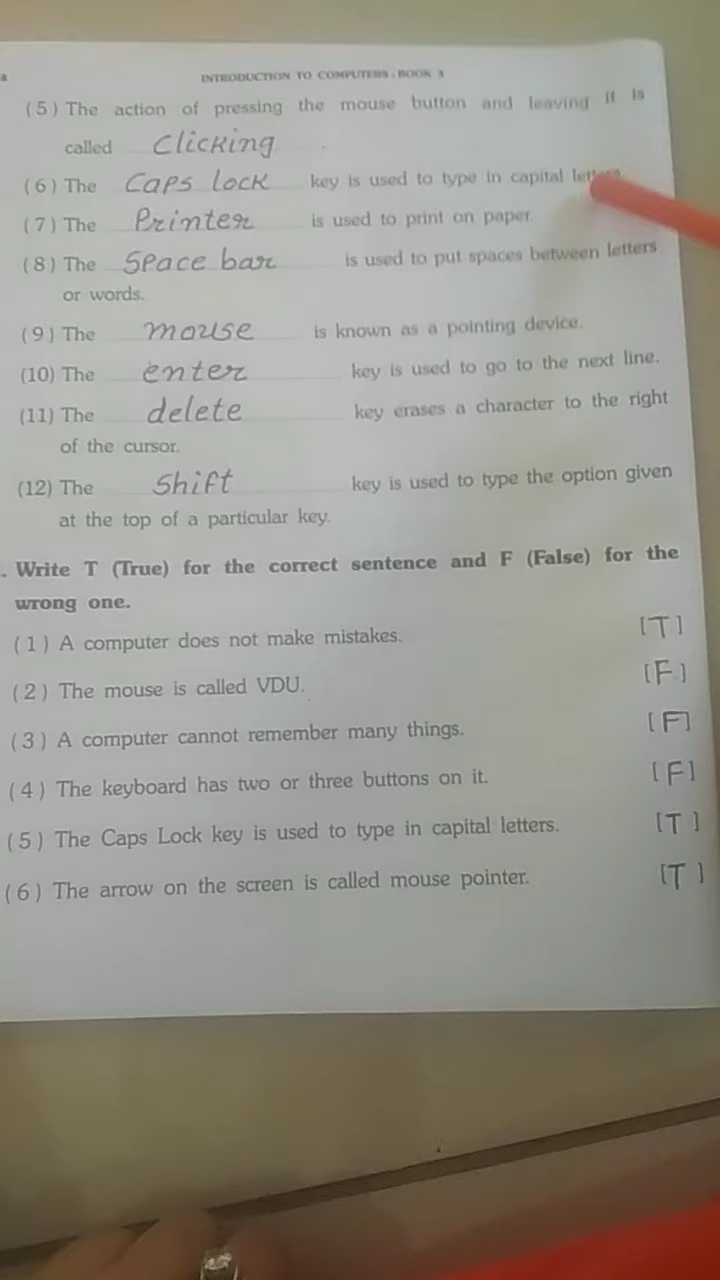 8 INTRODUCTION TO COMPUTERS : BOOK 3
(5) The action of pressing the mouse button and leaving it is
called Clicking .
(6) The Caps lock key is used to type in capital letters.
(7) The Printer is used to print on paper.
(8) The Space bar is used to put spaces between letters
or words.
(9) The mouse is known as a pointing device.
(10) The enter key is used to go to the next line.
(11) The delete key erases a character to the right
of the cursor.
(12) The Shift key is used to type the option given
at the top of a particular key.
. Write T (True) for the correct sentence and F (False) for the
wrong one.
(1) A computer does not make mistakes. [T]
(2) The mouse is called VDU. [F]
(3) A computer cannot remember many things. [F]
(4) The keyboard has two or three buttons on it. [F]
(5) The Caps Lock key is used to type in capital letters. [T]
(6) The arrow on the screen is called mouse pointer. [T]